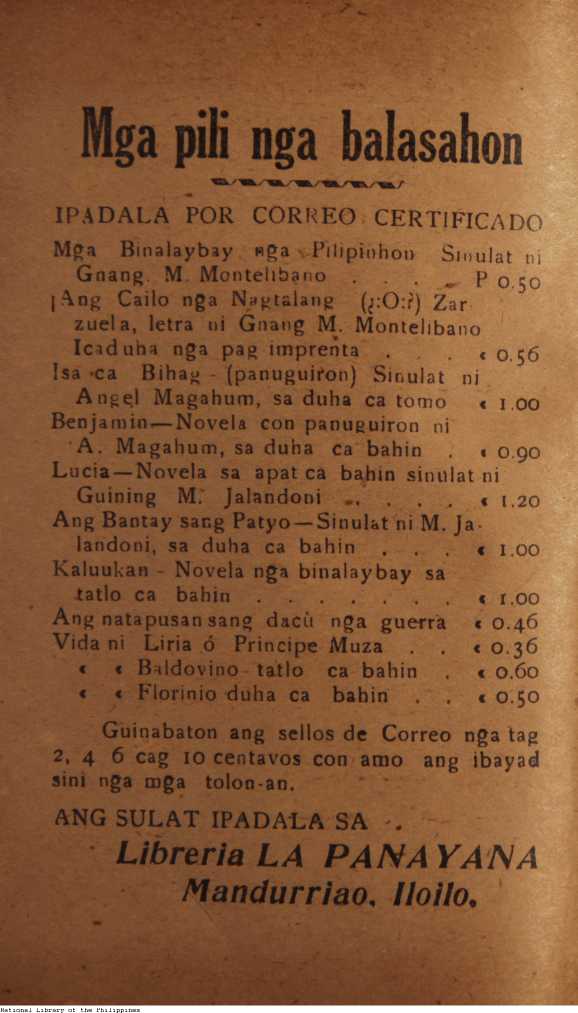 Mga pili nga balasahon
IPADALA POR CORREO CERTIFICADO
Mga Binalaybay nga Pilipinhon Sinulat ni
Gnang. M. Montelibano . . . . P 0.50
¡Ang Cailo nga Nagtalang (¿:O:?) Zar
zuela, letra ni Gnang M. Montelibano
Icaduha nga pag imprenta . . . « 0.56
Isa ca Bihag - (panuguiron) Sinulat ni
Angel Magahum, sa duha ca tomo « 1.00
Benjamin—Novela con panuguiron ni
A. Magahum, sa duha ca bahin . « 0.90
Lucia—Novela sa apat ca bahin sinulat ni
Guining M. Jalandoni . . . . . « 1.20
Ang Bantay sang Patyo—Sinulat ni M. Ja-
landoni, sa duha ca bahin . . . « 1.00
Kaluukan - Novela nga binalaybay sa
tatlo ca bahin . . . . . . . « 1.00
Ang natapusan sang dacù nga guerra « 0.46
Vida ni Liria ó Principe Muza . . « 0.36
« « Baldovino tatlo ca bahin . « 0.60
« « Florinio duha ca bahin . . « 0.50
Guinabaton ang sellos de Correo nga tag
2, 4 6 cag 10 centavos con amo ang ibayad
sini nga mga tolon-an.
ANG SULAT IPADALA SA
Libreria LA PANAYANA
Mandurriao, Iloilo.
National Library of the Philippines